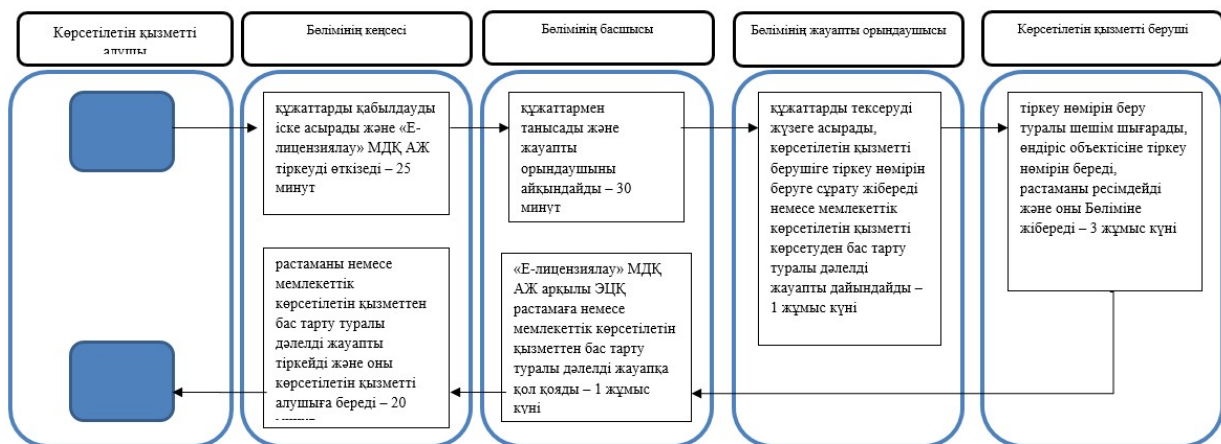 Көрсетілетін қызметті
алушы
Бөлімінің кеңсесі
Бөлімінің басшысы
Бөлімінің жауапты орындаушысы
Көрсетілетін қызметті беруші
құжаттарды қабылдауды
іске асырады және «Е-
лицензиялау» МДҚ АЖ
тіркеуді өткізеді – 25
минут
құжаттармен
танысады және
жауапты
орындаушыны
айқындайды – 30
минут
құжаттарды тексеруді
жүзеге асырады,
көрсетілетін қызметті
берушіге тіркеу нөмірін
беруге сұрату жібереді
немесе мемлекеттік
көрсетілетін қызметті
көрсетуден бас тарту
туралы дәлелді
жауапты дайындайды –
1 жұмыс күні
тіркеу нөмірін беру
туралы шешім шығарады,
өндіріс объектісіне тіркеу
нөмірін береді,
растаманы ресімдейді
және оны Бөліміне
жібереді – 3 жұмыс күні
растаманы немесе
мемлекеттік
көрсетілетін қызметтен
бас тарту туралы
дәлелді жауапты
тіркейді және оны
көрсетілетін қызметті
алушыға береді – 20
минут
«Е-лицензиялау» МДҚ
АЖ арқылы ЭЦҚ
растамаға немесе
мемлекеттік көрсетілетін
қызметтен бас тарту
туралы дәлелді жауапқа
қол қояды – 1 жұмыс
күні